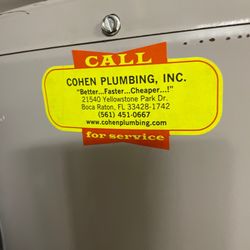 CALL
COHEN PLUMBING, INC.
"Better...Faster...Cheaper...!"
21540 Yellowstone Park Dr.
Boca Raton, FL 33428-1742
(561) 451-0667
www.cohenplumbing.com
for service